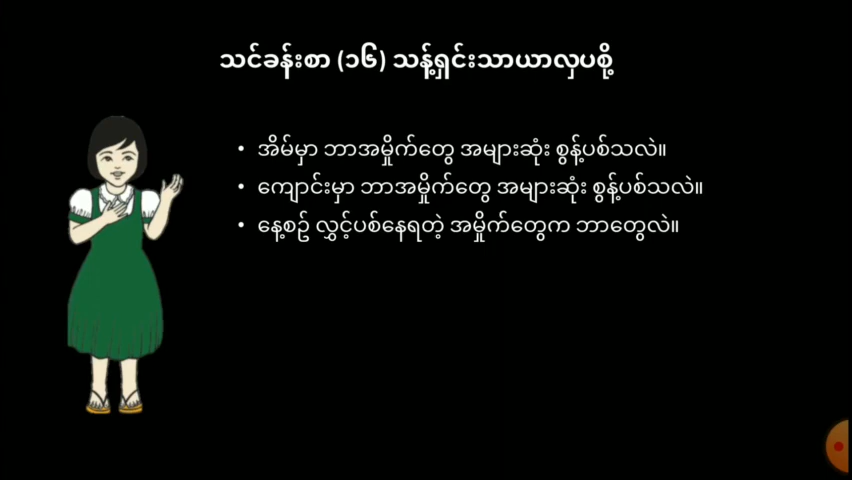 သင်ခန်းစာ (၁၆) သန့်ရှင်းသာယာလှပစို့
• အိမ်မှာ ဘာအမှိုက်တွေ အများဆုံး စွန့်ပစ်သလဲ။
• ကျောင်းမှာ ဘာအမှိုက်တွေ အများဆုံး စွန့်ပစ်သလဲ။
• နေ့စဥ် လွှင့်ပစ်နေရတဲ့ အမှိုက်တွေက ဘာတွေလဲ။